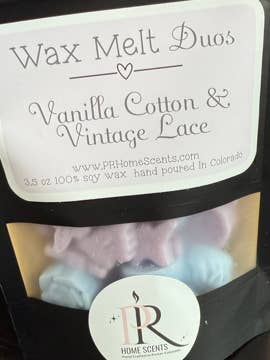 Wax Melt Duos
Vanilla Cotton &
Vintage Lace
www.PRHomeScents.com
3.5 oz 100% soy wax hand poured in Colorado
PR
HOME SCENTS